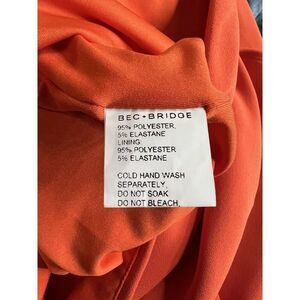 BEC+BRIDGE
95% POLYESTER,
5% ELASTANE
LINING:
95% POLYESTER
5% ELASTANE
COLD HAND WASH
SEPARATELY,
DO NOT SOAK
DO NOT BLEACH,